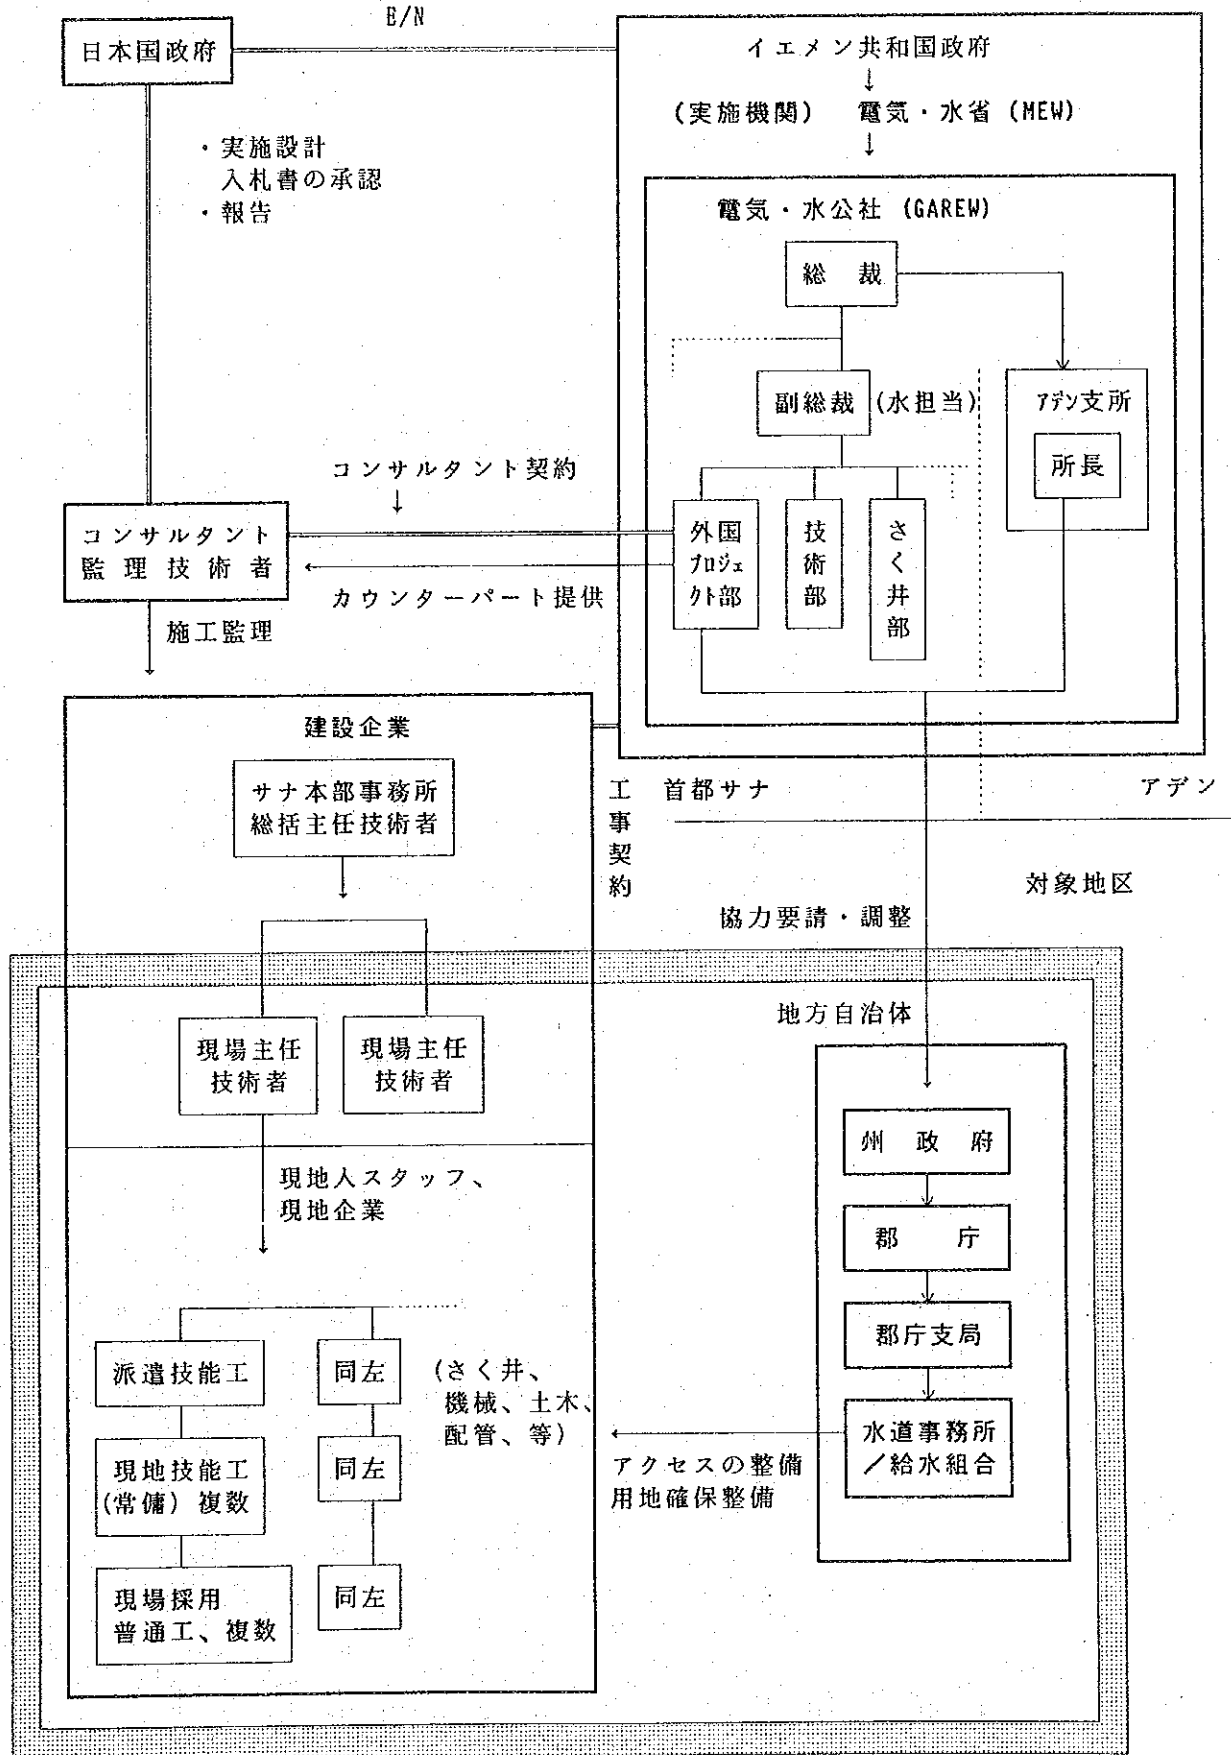 E/N
日本国政府
イエメン共和国政府
↓
(実施機関) 電気・水省 (MEW)
↓
・実施設計
入札書の承認
・報告
電気・水公社 (GAREW)
総 裁
副総裁 (水担当)
アデン支所
所長
コンサルタント契約
↓
コンサルタント
監理技術者
外国
プロジェ
クト部
技
術
部
さ
く
井
部
カウンターパート提供
施工監理
建設企業
サナ本部事務所
総括主任技術者
工
事
契
約
首都サナ
アデン
対象地区
協力要請・調整
地方自治体
現場主任
技術者
現場主任
技術者
州 政 府
現地人スタッフ、
現地企業
郡 庁
郡庁支局
派遣技能工
同左
(さく井、
機械、土木、
配管、等)
水道事務所
/給水組合
アクセスの整備
用地確保整備
現地技能工
(常傭) 複数
同左
現場採用
普通工、複数
同左